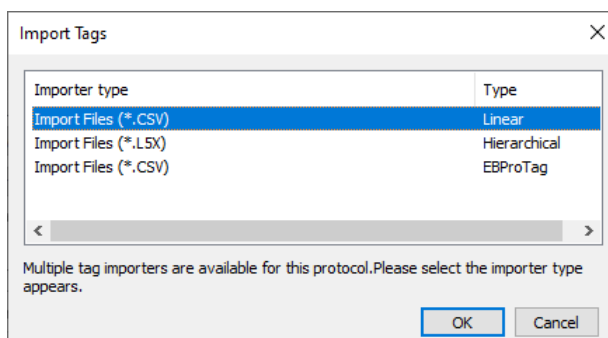 Import Tags
Importer type Type
Import Files (*.CSV) Linear
Import Files (*.L5X) Hierarchical
Import Files (*.CSV) EBProTag
Multiple tag importers are available for this protocol.Please select the importer type
appears.
OK Cancel